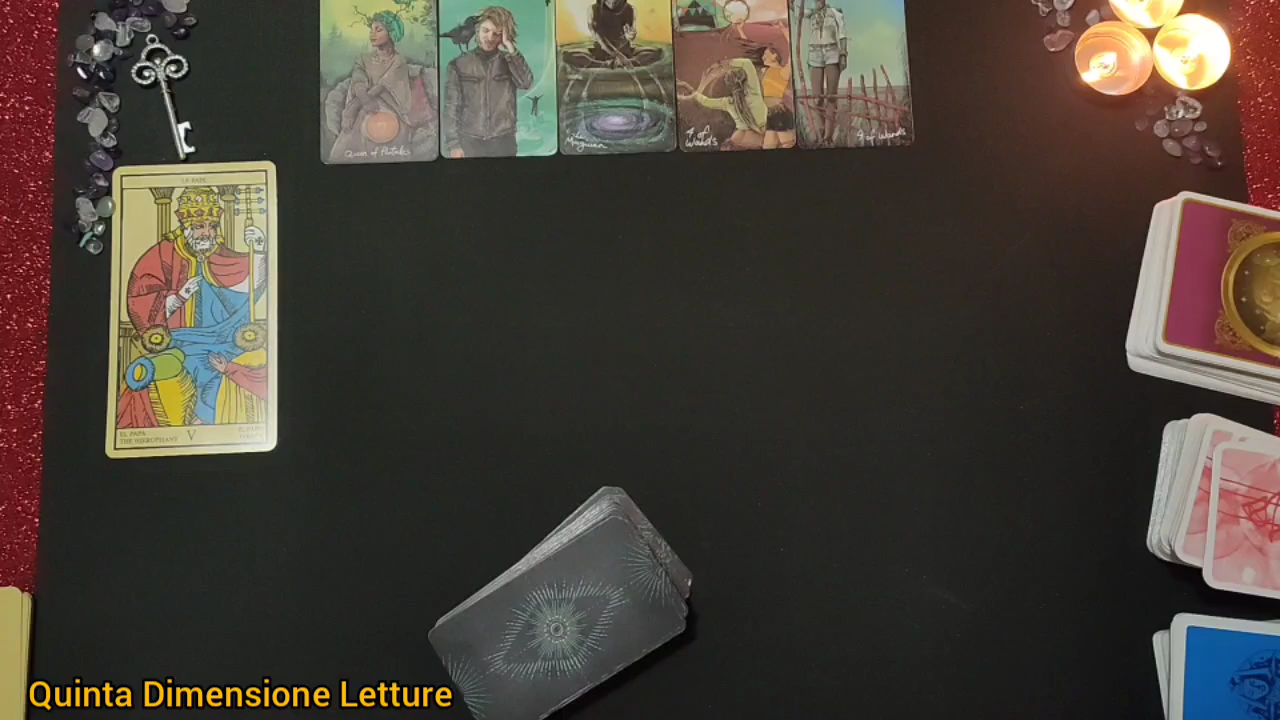 Queen of Pentacles
The
Magician
4 of
Wands
9 of Wands
LE PAPE
EL PAPA
THE HIEROPHANT V
Quinta Dimensione Letture